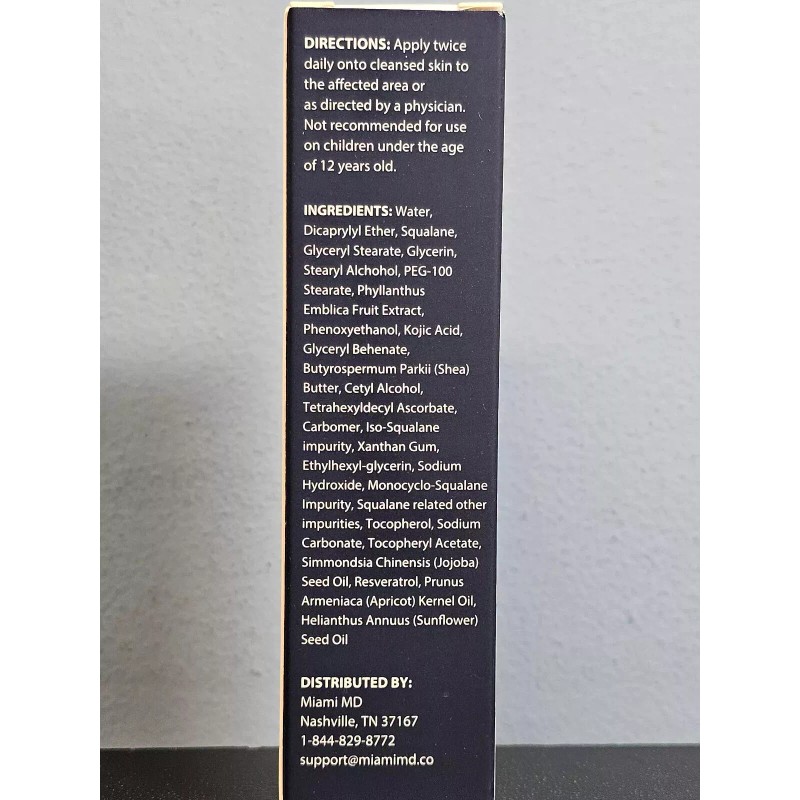 DIRECTIONS: Apply twice
daily onto cleansed skin to
the affected area or
as directed by a physician.
Not recommended for use
on children under the age
of 12 years old.
INGREDIENTS: Water,
Dicaprylyl Ether, Squalane,
Glyceryl Stearate, Glycerin,
Stearyl Alchohol, PEG-100
Stearate, Phyllanthus
Emblica Fruit Extract,
Phenoxyethanol, Kojic Acid,
Glyceryl Behenate,
Butyrospermum Parkii (Shea)
Butter, Cetyl Alcohol,
Tetrahexyldecyl Ascorbate,
Carbomer, Iso-Squalane
impurity, Xanthan Gum,
Ethylhexyl-glycerin, Sodium
Hydroxide, Monocyclo-Squalane
Impurity, Squalane related other
impurities, Tocopherol, Sodium
Carbonate, Tocopheryl Acetate,
Simmondsia Chinensis (Jojoba)
Seed Oil, Resveratrol, Prunus
Armeniaca (Apricot) Kernel Oil,
Helianthus Annuus (Sunflower)
Seed Oil
DISTRIBUTED BY:
Miami MD
Nashville, TN 37167
1-844-829-8772
support@miamimd.co